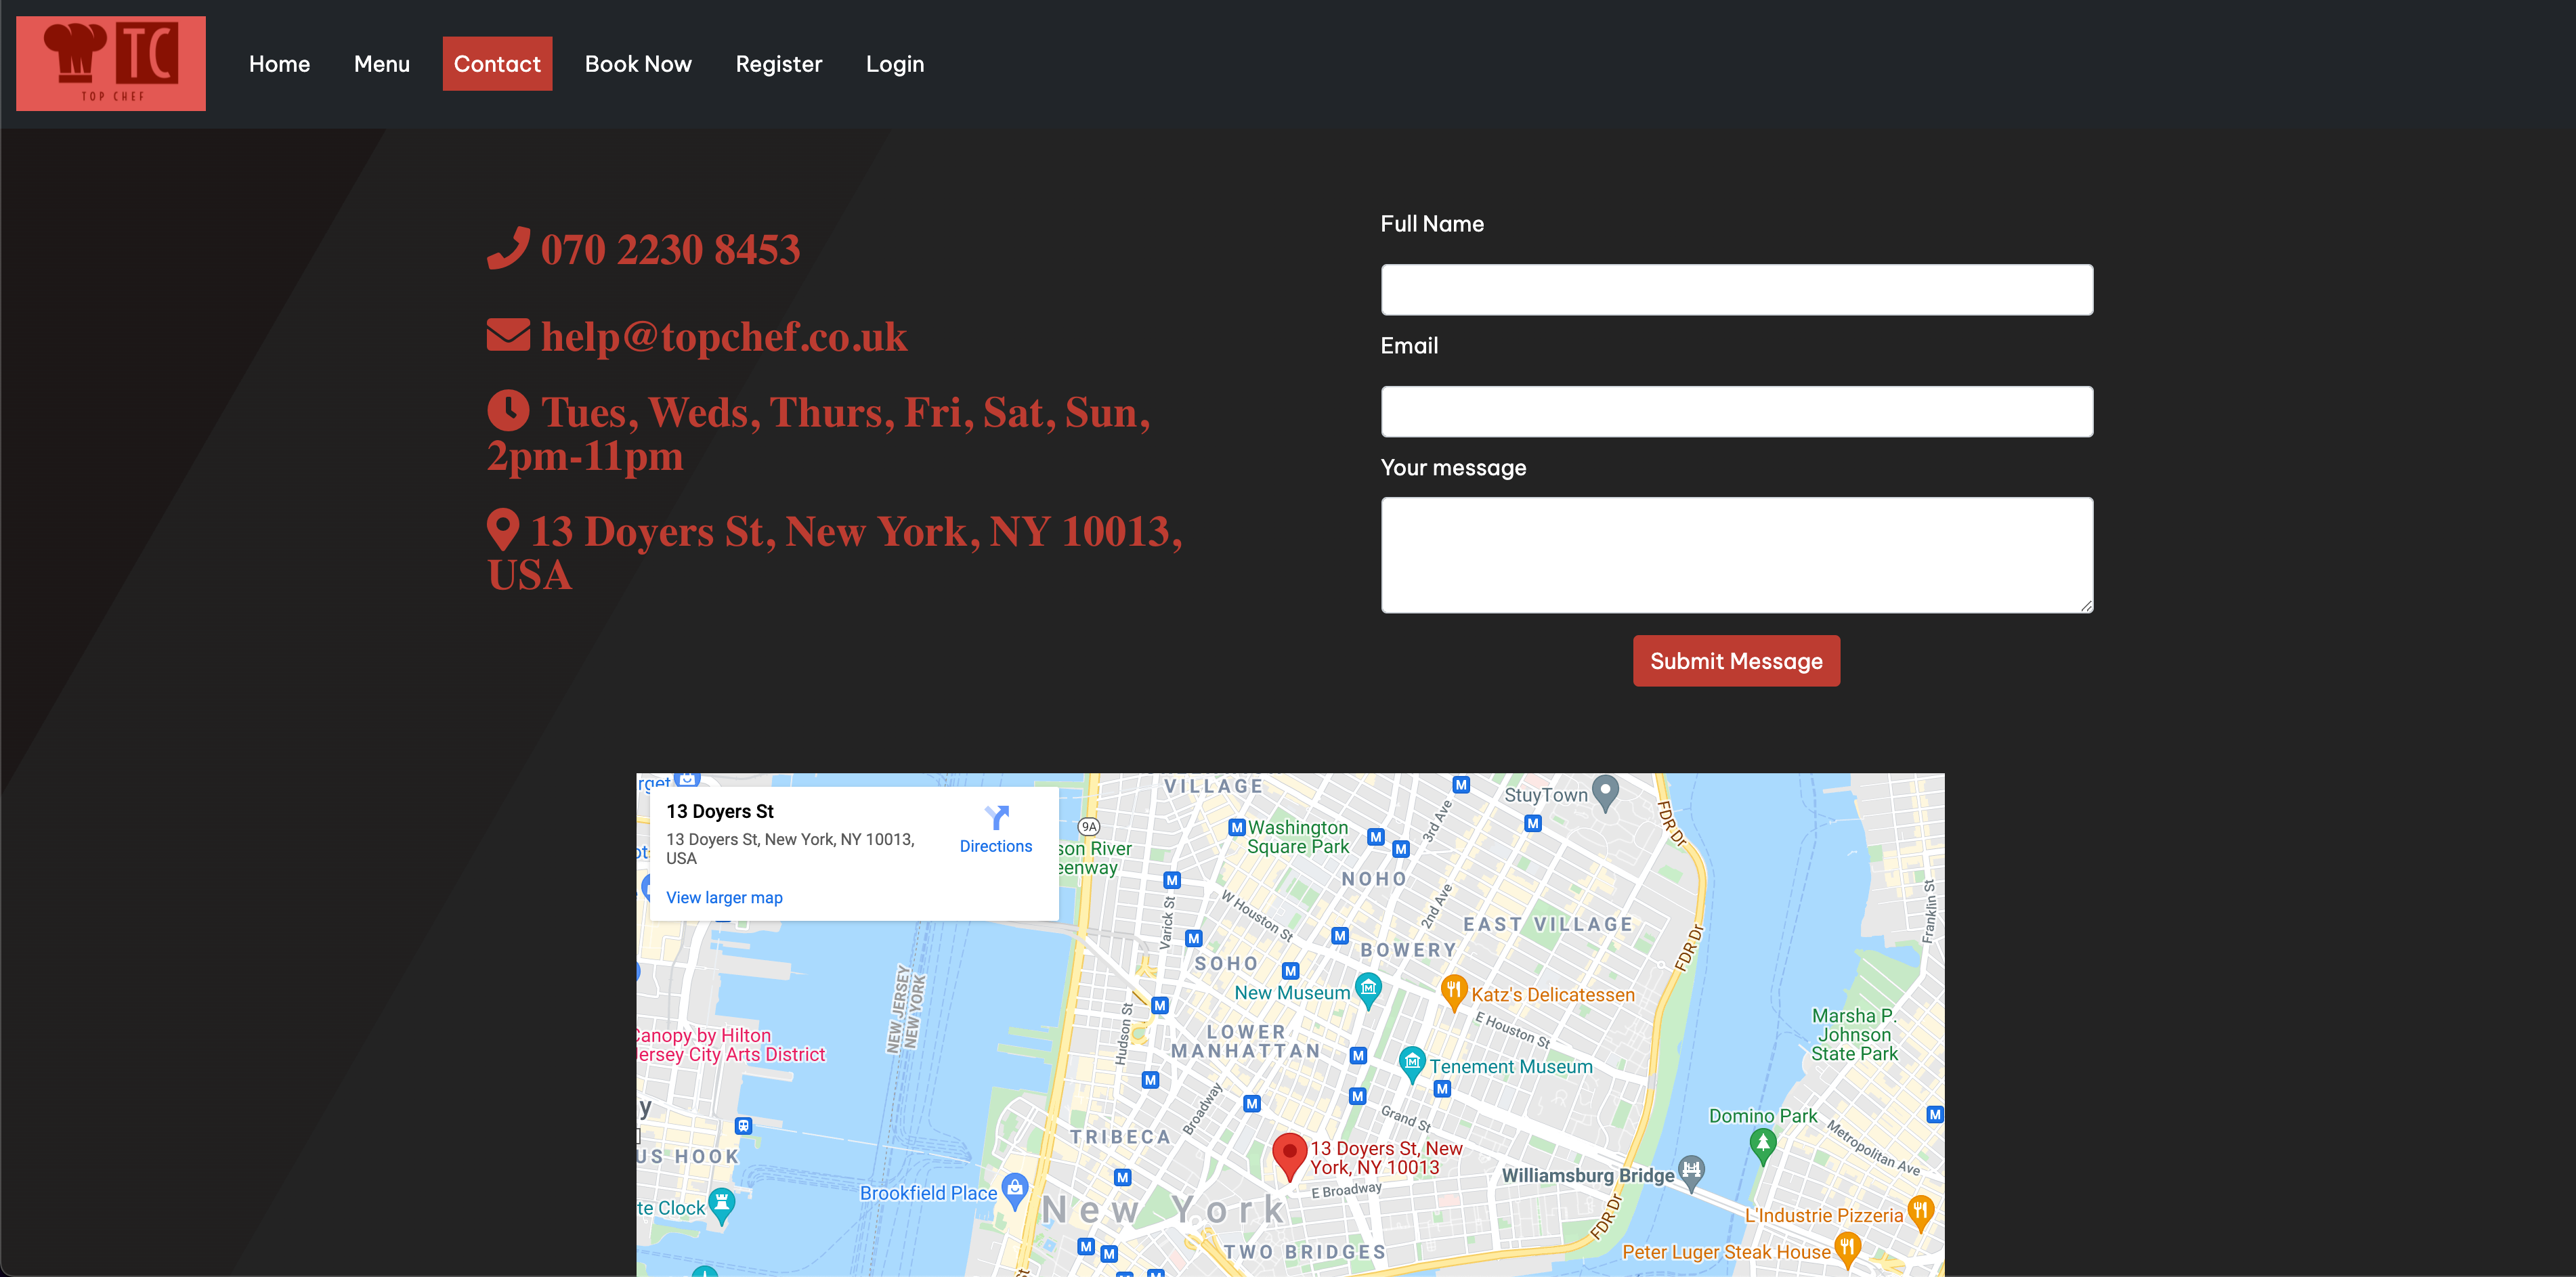 TC
TOP CHEF
Home
Menu
Contact
Book Now
Register
Login
070 2230 8453
help@topchef.co.uk
Tues, Weds, Thurs, Fri, Sat, Sun,
2pm-11pm
13 Doyers St, New York, NY 10013,
USA
Full Name
Email
Your message
Submit Message
13 Doyers St
13 Doyers St, New York, NY 10013,
USA
Directions
View larger map
rget
9A
son River
eenway
VILLAGE
Washington
Square Park
3rd Ave
StuyTown
FDR Dr
NOHO
2nd Ave
W Houston St
Varick St
EAST VILLAGE
BOWERY
SOHO
FDR Dr
Franklin St
New Museum
Katz's Delicatessen
E Houston St
NEW JERSEY
NEW YORK
Hudson St
LOWER
MANHATTAN
Marsha P.
Johnson
State Park
Canopy by Hilton
Jersey City Arts District
Tenement Museum
Broadway
Grand St
Domino Park
Metropolitan Ave
y
US HOOK
TRIBECA
13 Doyers St, New
York, NY 10013
E Broadway
Williamsburg Bridge
Brookfield Place
te Clock
New York
FDR Dr
L'Industrie Pizzeria
TWO BRIDGES
Peter Luger Steak House